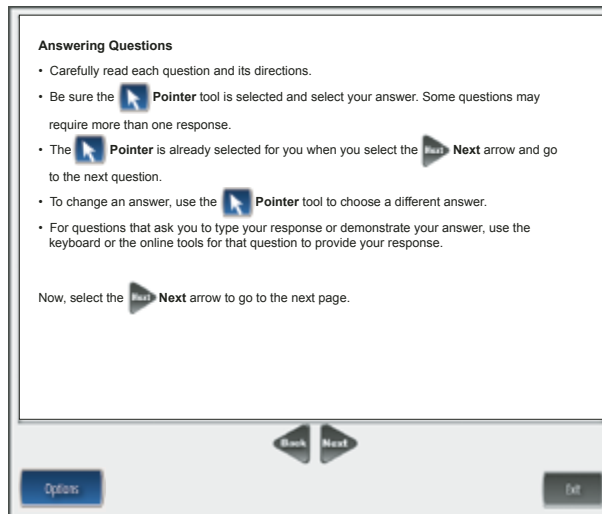 Answering Questions
• Carefully read each question and its directions.
• Be sure the Pointer tool is selected and select your answer. Some questions may
require more than one response.
• The Pointer is already selected for you when you select the Next Next arrow and go
to the next question.
• To change an answer, use the Pointer tool to choose a different answer.
• For questions that ask you to type your response or demonstrate your answer, use the
keyboard or the online tools for that question to provide your response.
Now, select the Next Next arrow to go to the next page.
Back Next
Options Exit